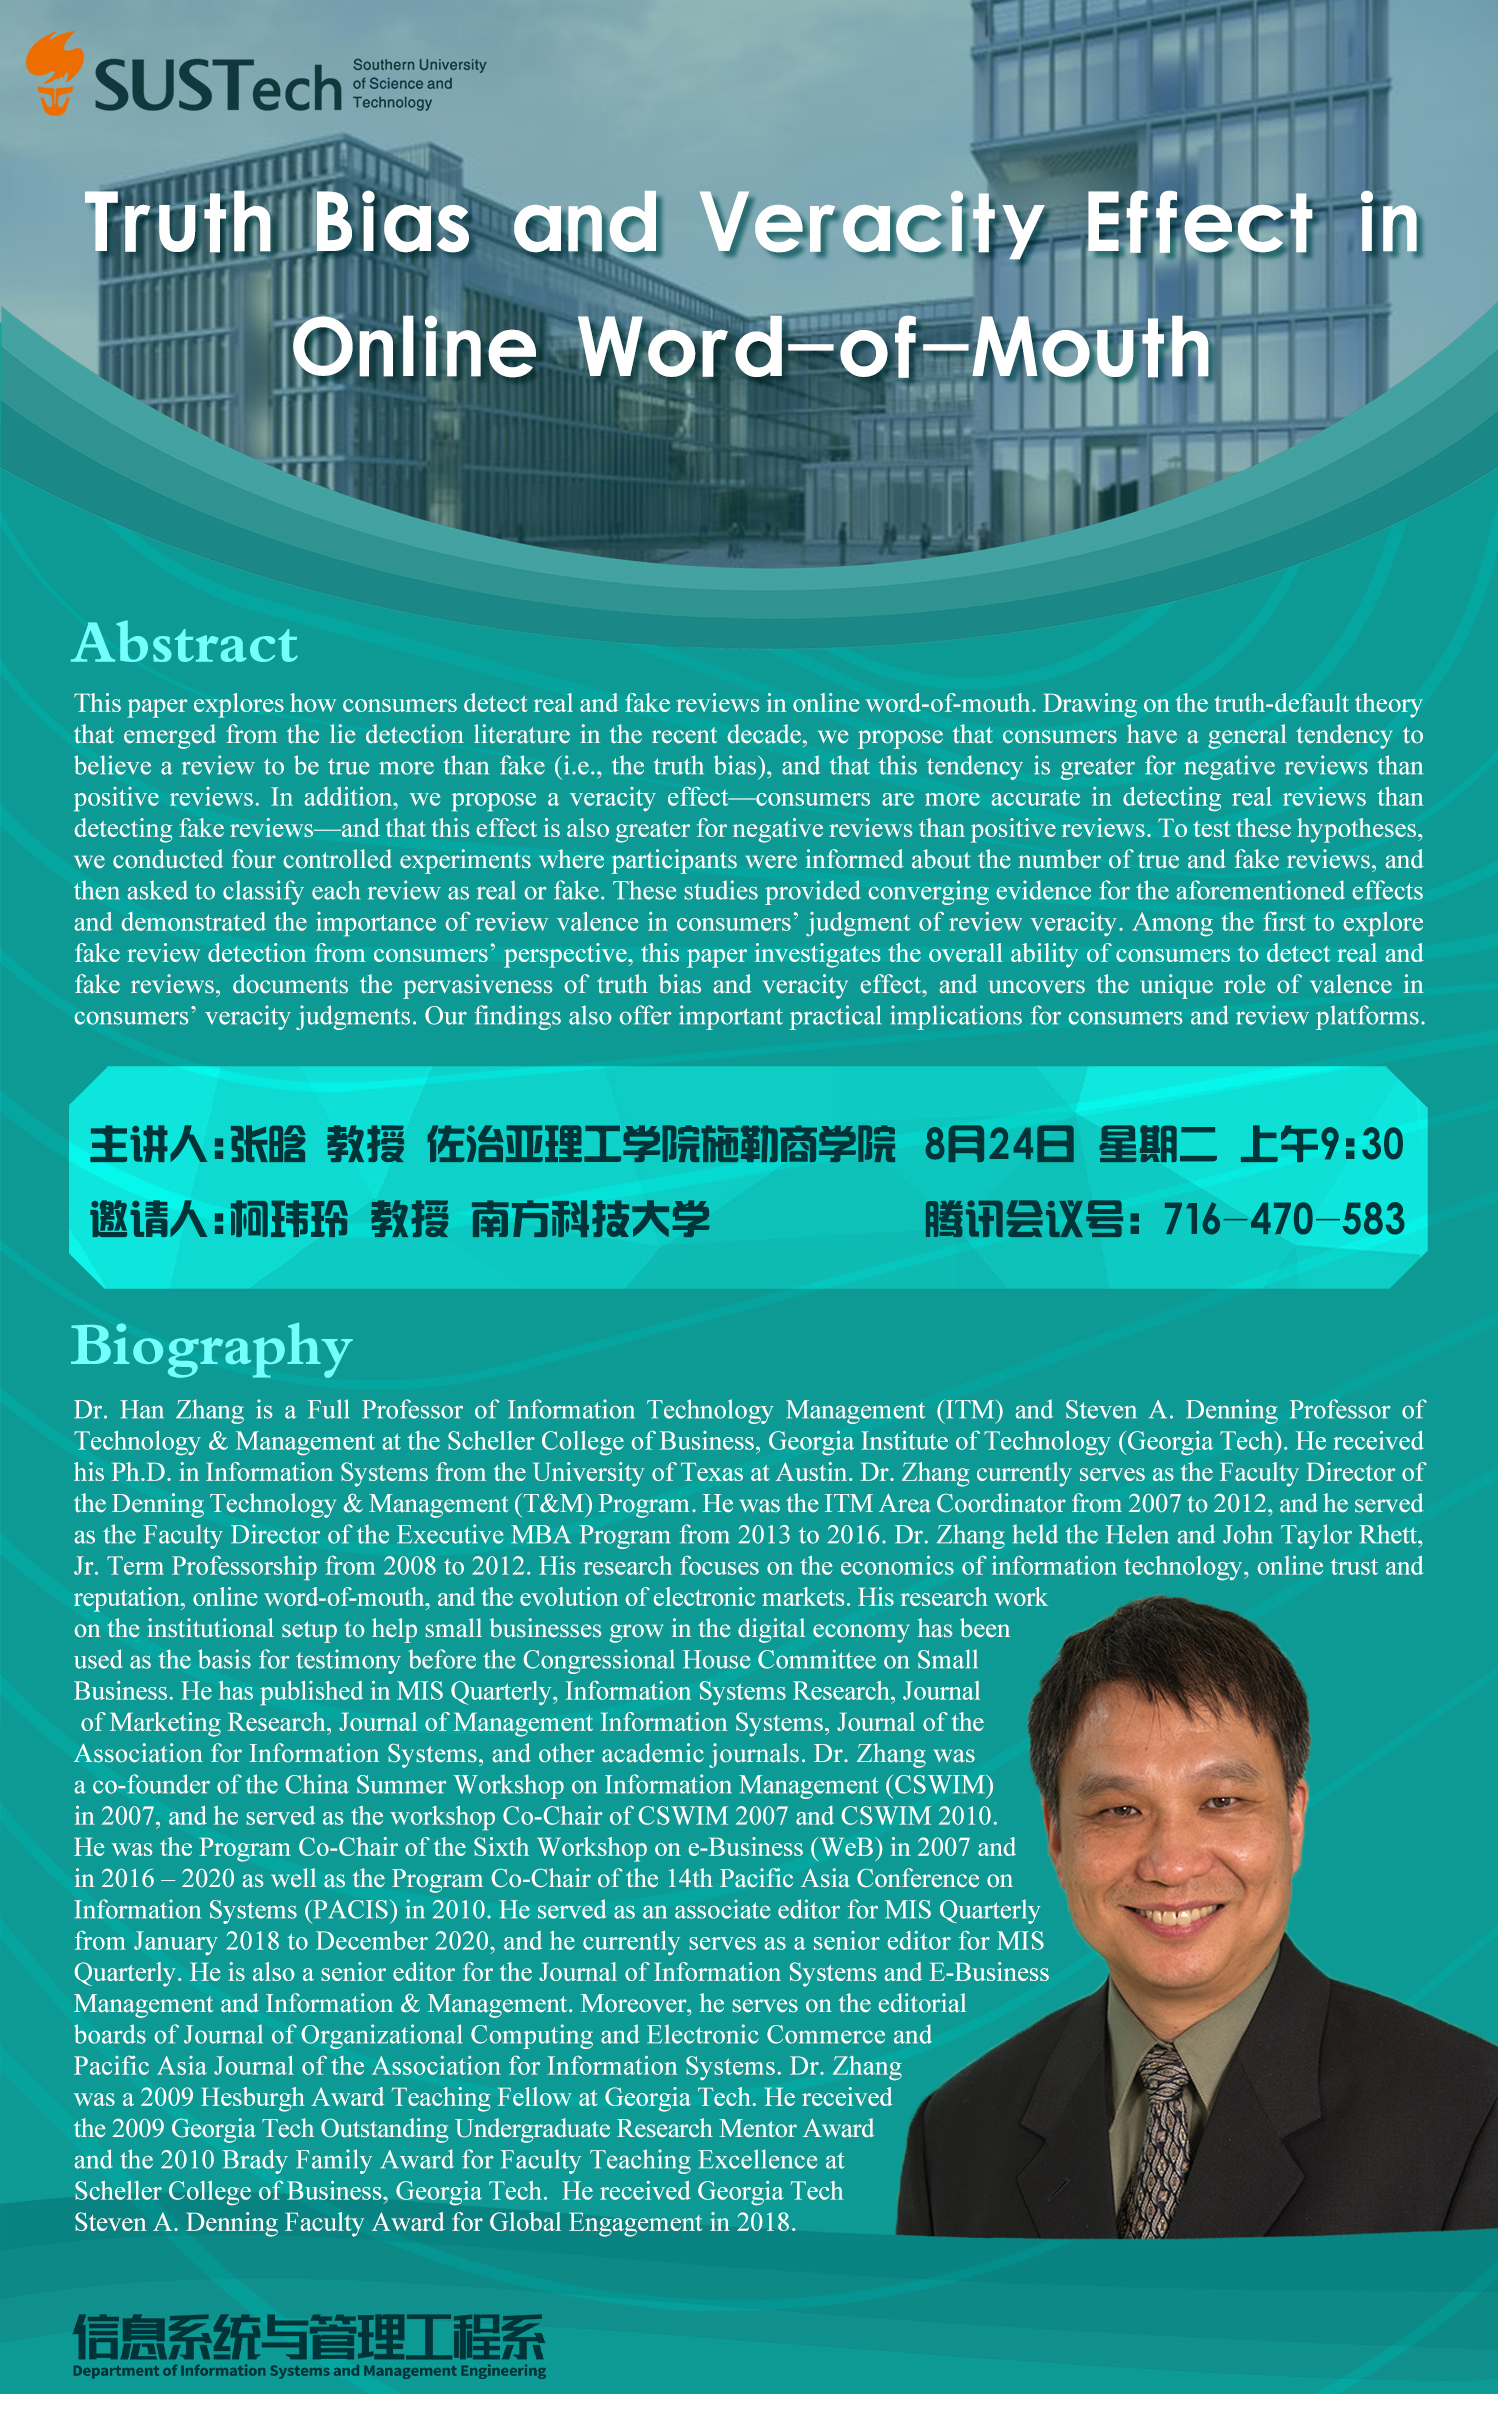 SUSTech
Southern University
of Science and
Technology
Truth Bias and Veracity Effect in
Online Word-of-Mouth
Abstract
This paper explores how consumers detect real and fake reviews in online word-of-mouth. Drawing on the truth-default theory
that emerged from the lie detection literature in the recent decade, we propose that consumers have a general tendency to
believe a review to be true more than fake (i.e., the truth bias), and that this tendency is greater for negative reviews than
positive reviews. In addition, we propose a veracity effect—consumers are more accurate in detecting real reviews than
detecting fake reviews—and that this effect is also greater for negative reviews than positive reviews. To test these hypotheses,
we conducted four controlled experiments where participants were informed about the number of true and fake reviews, and
then asked to classify each review as real or fake. These studies provided converging evidence for the aforementioned effects
and demonstrated the importance of review valence in consumers’ judgment of review veracity. Among the first to explore
fake review detection from consumers’ perspective, this paper investigates the overall ability of consumers to detect real and
fake reviews, documents the pervasiveness of truth bias and veracity effect, and uncovers the unique role of valence in
consumers’ veracity judgments. Our findings also offer important practical implications for consumers and review platforms.
主讲人:张晗 教授 佐治亚理工学院施勒商学院 8月24日 星期二 上午9:30
邀请人:柯玮玲 教授 南方科技大学 腾讯会议号: 716-470-583
Biography
Dr. Han Zhang is a Full Professor of Information Technology Management (ITM) and Steven A. Denning Professor of
Technology & Management at the Scheller College of Business, Georgia Institute of Technology (Georgia Tech). He received
his Ph.D. in Information Systems from the University of Texas at Austin. Dr. Zhang currently serves as the Faculty Director of
the Denning Technology & Management (T&M) Program. He was the ITM Area Coordinator from 2007 to 2012, and he served
as the Faculty Director of the Executive MBA Program from 2013 to 2016. Dr. Zhang held the Helen and John Taylor Rhett,
Jr. Term Professorship from 2008 to 2012. His research focuses on the economics of information technology, online trust and
reputation, online word-of-mouth, and the evolution of electronic markets. His research work
on the institutional setup to help small businesses grow in the digital economy has been
used as the basis for testimony before the Congressional House Committee on Small
Business. He has published in MIS Quarterly, Information Systems Research, Journal
of Marketing Research, Journal of Management Information Systems, Journal of the
Association for Information Systems, and other academic journals. Dr. Zhang was
a co-founder of the China Summer Workshop on Information Management (CSWIM)
in 2007, and he served as the workshop Co-Chair of CSWIM 2007 and CSWIM 2010.
He was the Program Co-Chair of the Sixth Workshop on e-Business (WeB) in 2007 and
in 2016 – 2020 as well as the Program Co-Chair of the 14th Pacific Asia Conference on
Information Systems (PACIS) in 2010. He served as an associate editor for MIS Quarterly
from January 2018 to December 2020, and he currently serves as a senior editor for MIS
Quarterly. He is also a senior editor for the Journal of Information Systems and E-Business
Management and Information & Management. Moreover, he serves on the editorial
boards of Journal of Organizational Computing and Electronic Commerce and
Pacific Asia Journal of the Association for Information Systems. Dr. Zhang
was a 2009 Hesburgh Award Teaching Fellow at Georgia Tech. He received
the 2009 Georgia Tech Outstanding Undergraduate Research Mentor Award
and the 2010 Brady Family Award for Faculty Teaching Excellence at
Scheller College of Business, Georgia Tech. He received Georgia Tech
Steven A. Denning Faculty Award for Global Engagement in 2018.
信息系统与管理工程系
Department of Information Systems and Management Engineering